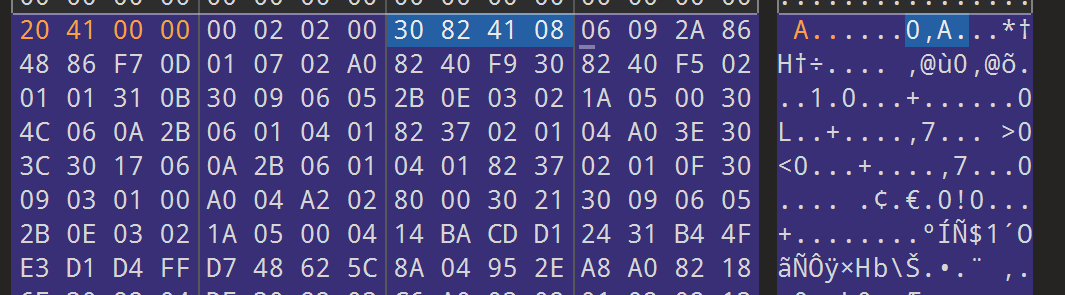 20 41 00 00 00 02 02 00 30 82 41 08 06 09 2A 86 A......0‚A...*†
48 86 F7 0D 01 07 02 A0 82 40 F9 30 82 40 F5 02 H†÷.... ‚@ù0‚@õ.
01 01 31 0B 30 09 06 05 2B 0E 03 02 1A 05 00 30 ..1.0...+......0
4C 06 0A 2B 06 01 04 01 82 37 02 01 04 A0 3E 30 L..+....‚7... >0
3C 30 17 06 0A 2B 06 01 04 01 82 37 02 01 0F 30 <0...+....‚7...0
09 03 01 00 A0 04 A2 02 80 00 30 21 30 09 06 05 .... .¢.€.0!0...
2B 0E 03 02 1A 05 00 04 14 BA CD D1 24 31 B4 4F +........ºÍÑ$1´O
E3 D1 D4 FF D7 48 62 5C 8A 04 95 2E A8 A0 82 18 ãÑÔÿ×Hb\Š.•.¨ ‚.